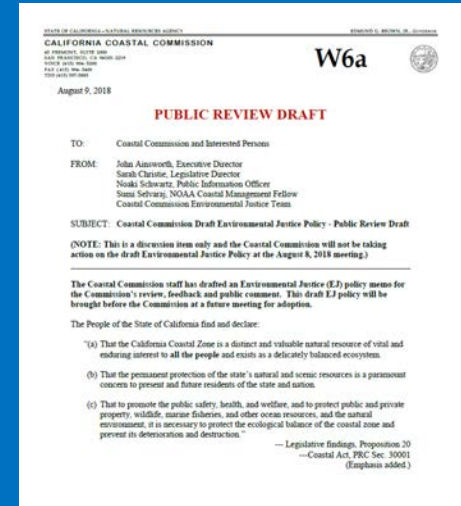 STATE OF CALIFORNIA—NATURAL RESOURCES AGENCY
EDMUND G. BROWN, JR., GOVERNOR
CALIFORNIA COASTAL COMMISSION
45 FREMONT, SUITE 2000
SAN FRANCISCO, CA 94105-2219
W6a
August 9, 2018
PUBLIC REVIEW DRAFT
TO: Coastal Commission and Interested Persons
FROM: John Ainsworth, Executive Director
Sarah Christie, Legislative Director
Noaki Schwartz, Public Information Officer
Sumi Selvaraj, NOAA Coastal Management Fellow
Coastal Commission Environmental Justice Team
SUBJECT: Coastal Commission Draft Environmental Justice Policy - Public Review Draft
(NOTE: This is a discussion item only and the Coastal Commission will not be taking
action on the draft Environmental Justice Policy at the August 8, 2018 meeting.)
The Coastal Commission staff has drafted an Environmental Justice (EJ) policy memo for
the Commission's review, feedback and public comment. This draft EJ policy will be
brought before the Commission at a future meeting for adoption.
The People of the State of California find and declare:
"(a) That the California Coastal Zone is a distinct and valuable natural resource of vital and
enduring interest to all the people and exists as a delicately balanced ecosystem.
(b) That the permanent protection of the state's natural and scenic resources is a paramount
concern to present and future residents of the state and nation.
(c) That to promote the public safety, health, and welfare, and to protect public and private
property, wildlife, marine fisheries, and other ocean resources, and the natural
environment, it is necessary to protect the ecological balance of the coastal zone and
prevent its deterioration and destruction."
--- Legislative findings, Proposition 20
---Coastal Act, PRC Sec. 30001
(Emphasis added.)